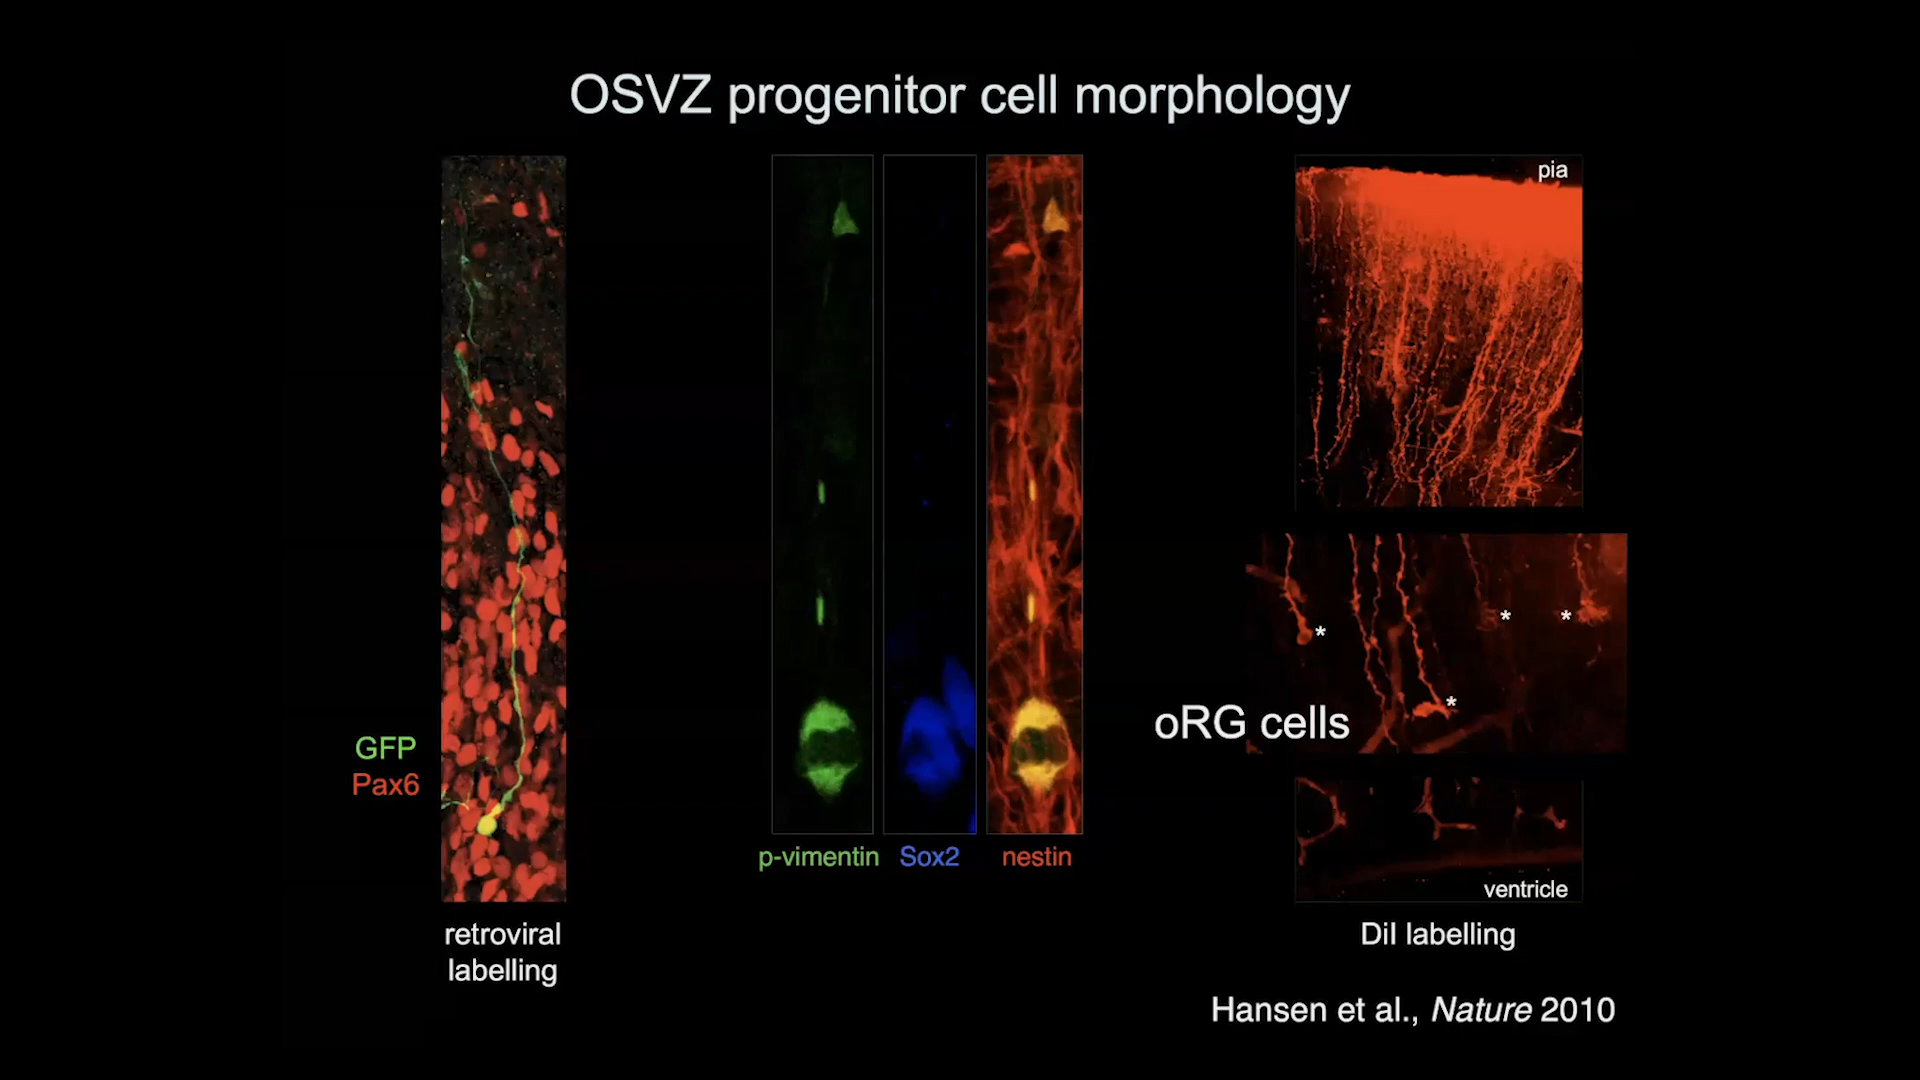 OSVZ progenitor cell morphology
GFP
Pax6
retroviral
labelling
p-vimentin
Sox2
nestin
pia
*
*
*
*
oRG cells
ventricle
DiI labelling
Hansen et al., Nature 2010